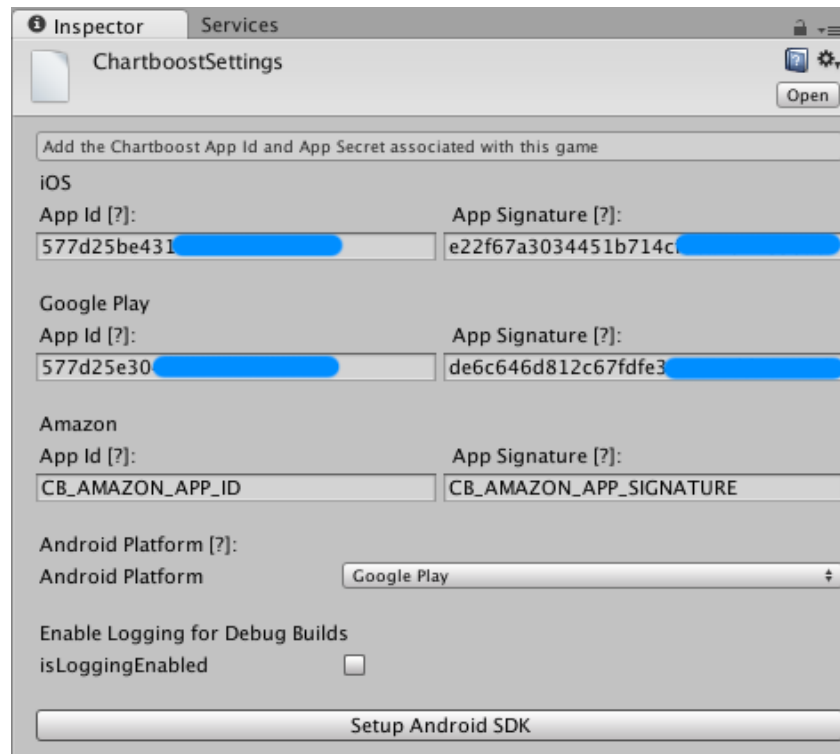 Inspector Services
ChartboostSettings
Open
Add the Chartboost App Id and App Secret associated with this game
iOS
App Id [?]: App Signature [?]:
577d25be431 e22f67a3034451b714c
Google Play
App Id [?]: App Signature [?]:
577d25e30 de6c646d812c67fdfe3
Amazon
App Id [?]: App Signature [?]:
CB_AMAZON_APP_ID CB_AMAZON_APP_SIGNATURE
Android Platform [?]:
Android Platform Google Play
Enable Logging for Debug Builds
isLoggingEnabled
Setup Android SDK